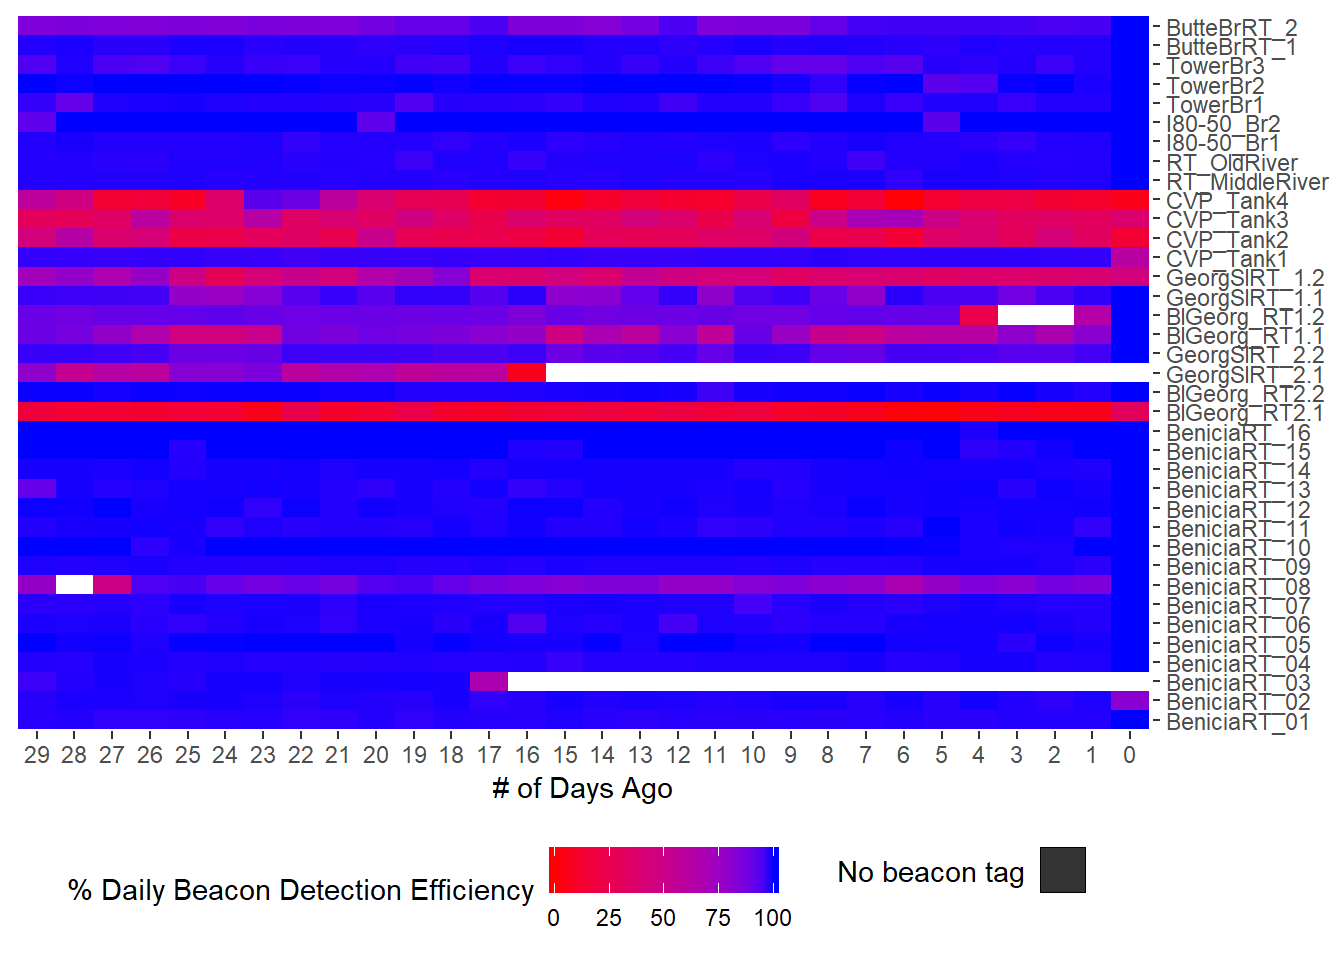 ButteBrRT_2
ButteBrRT_1
TowerBr3
TowerBr2
TowerBr1
I80-50_Br2
I80-50_Br1
RT_OldRiver
RT_MiddleRiver
CVP_Tank4
CVP_Tank3
CVP_Tank2
CVP_Tank1
GeorgSlRT_1.2
GeorgSlRT_1.1
BlGeorg_RT1.2
BlGeorg_RT1.1
GeorgSlRT_2.2
GeorgSlRT_2.1
BlGeorg_RT2.2
BlGeorg_RT2.1
BeniciaRT_16
BeniciaRT_15
BeniciaRT_14
BeniciaRT_13
BeniciaRT_12
BeniciaRT_11
BeniciaRT_10
BeniciaRT_09
BeniciaRT_08
BeniciaRT_07
BeniciaRT_06
BeniciaRT_05
BeniciaRT_04
BeniciaRT_03
BeniciaRT_02
BeniciaRT_01
29 28 27 26 25 24 23 22 21 20 19 18 17 16 15 14 13 12 11 10 9 8 7 6 5 4 3 2 1 0
# of Days Ago
% Daily Beacon Detection Efficiency
0 25 50 75 100
No beacon tag